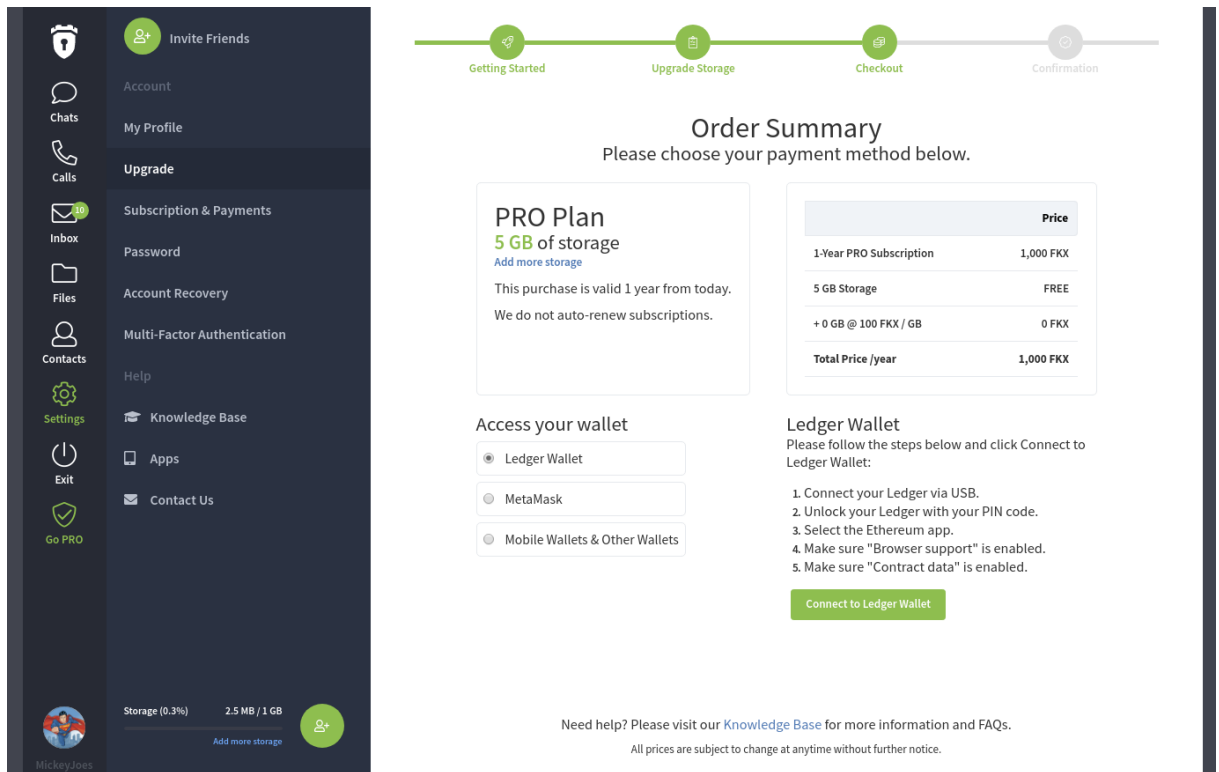 Chats
Calls
10
Inbox
Files
Contacts
Settings
Exit
Go PRO
MickeyJoes
Invite Friends
Account
My Profile
Upgrade
Subscription & Payments
Password
Account Recovery
Multi-Factor Authentication
Help
Knowledge Base
Apps
Contact Us
Storage (0.3%) 2.5 MB / 1 GB
Add more storage
Getting Started Upgrade Storage Checkout Confirmation
Order Summary
Please choose your payment method below.
PRO Plan
5 GB of storage
Add more storage
This purchase is valid 1 year from today.
We do not auto-renew subscriptions.
Price
1-Year PRO Subscription 1,000 FKX
5 GB Storage FREE
+ 0 GB @ 100 FKX / GB 0 FKX
Total Price /year 1,000 FKX
Access your wallet
Ledger Wallet
MetaMask
Mobile Wallets & Other Wallets
Ledger Wallet
Please follow the steps below and click Connect to
Ledger Wallet:
1. Connect your Ledger via USB.
2. Unlock your Ledger with your PIN code.
3. Select the Ethereum app.
4. Make sure "Browser support" is enabled.
5. Make sure "Contract data" is enabled.
Connect to Ledger Wallet
Need help? Please visit our Knowledge Base for more information and FAQs.
All prices are subject to change at anytime without further notice.